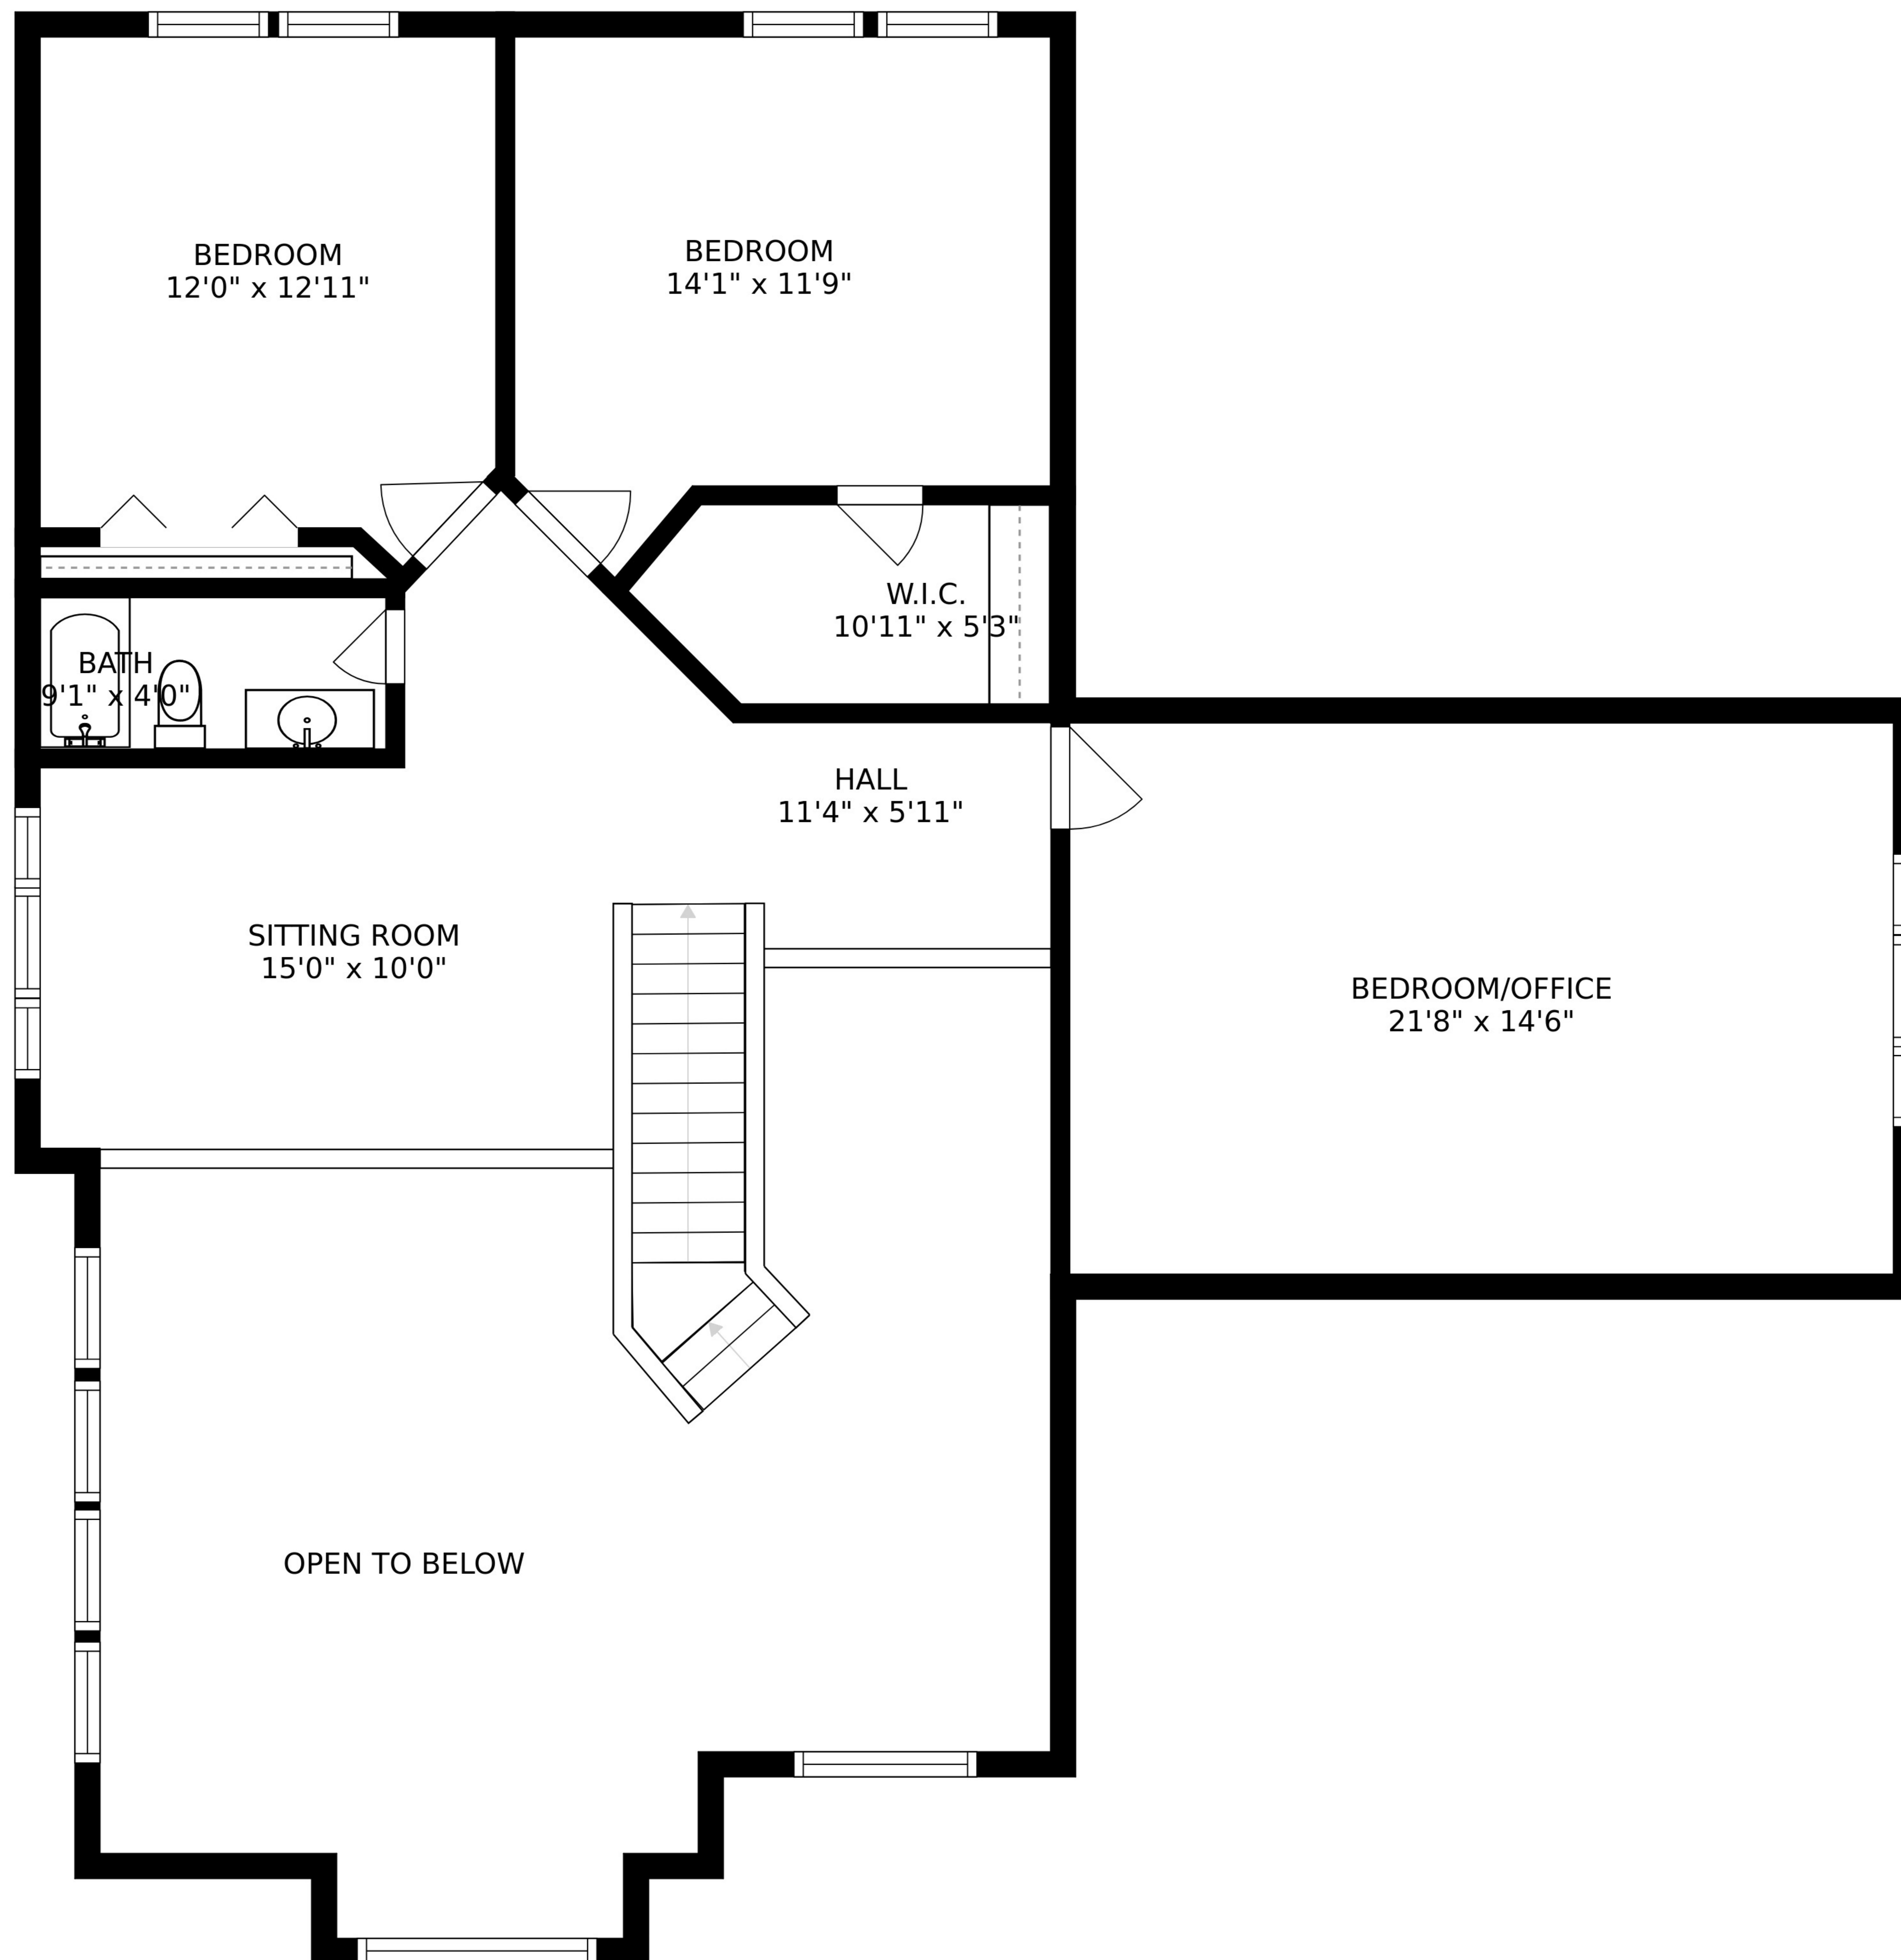 BEDROOM
12'0" x 12'11"
BEDROOM
14'1" x 11'9"
W.I.C.
10'11" x 5'3"
BATH
9'1" x 4'0"
HALL
11'4" x 5'11"
SITTING ROOM
15'0" x 10'0"
BEDROOM/OFFICE
21'8" x 14'6"
OPEN TO BELOW